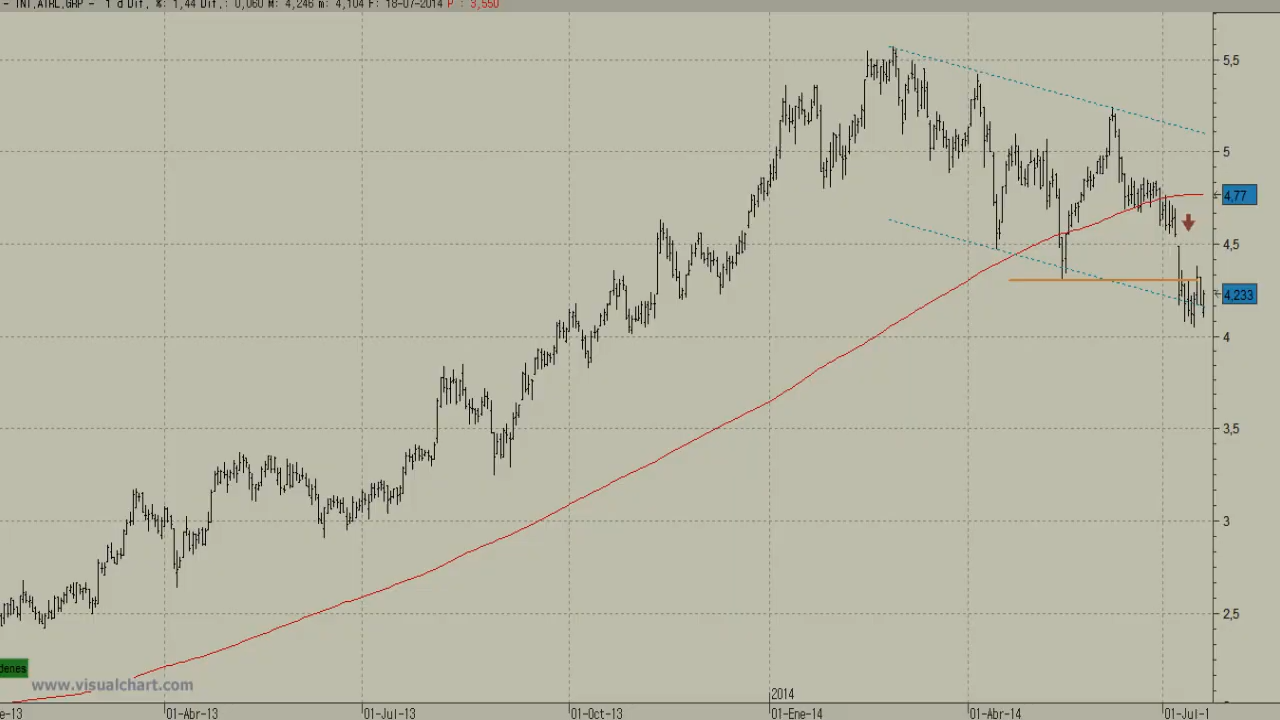 - INT,AIRL,GRP - 1 d Dif. %: 1,44 Dif.: 0,060 M: 4,246 m: 4,104 F: 18-07-2014 P : 3,550
5,5
5
4,77
4,5
4,233
4
3,5
3
2,5
denes
www.visualchart.com
2014
e-13
01-Abr-13
01-Jul-13
01-Oct-13
01-Ene-14
01-Abr-14
01-Jul-1